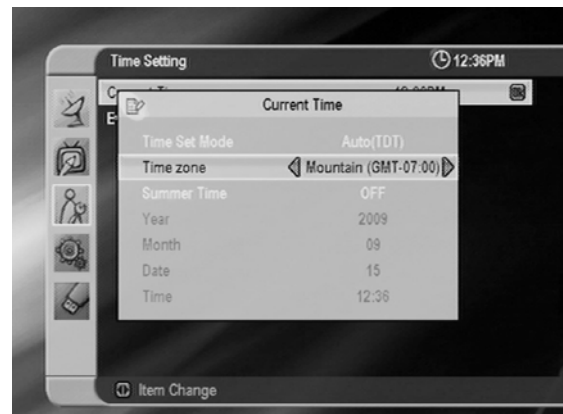 Time Setting 12:36PM
Current Time
Time Set Mode Auto(TDT)
Time zone Mountain (GMT-07:00)
Summer Time OFF
Year 2009
Month 09
Date 15
Time 12:36
Item Change